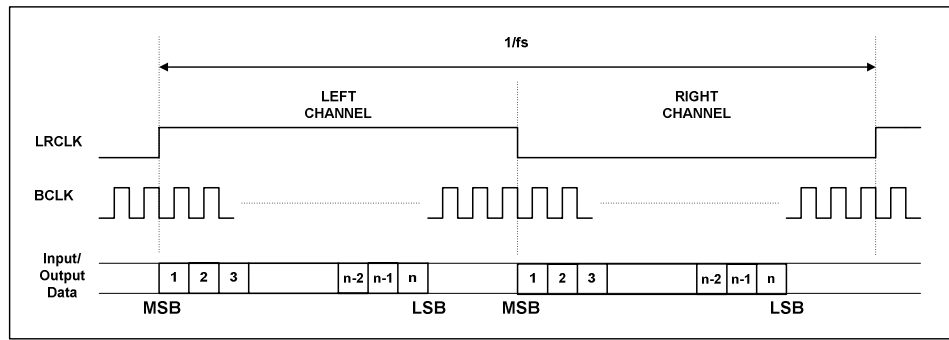 1/fs
LEFT
CHANNEL
RIGHT
CHANNEL
LRCLK
BCLK
Input/
Output
Data
1 2 3 n-2 n-1 n 1 2 3 n-2 n-1 n
MSB LSB MSB LSB